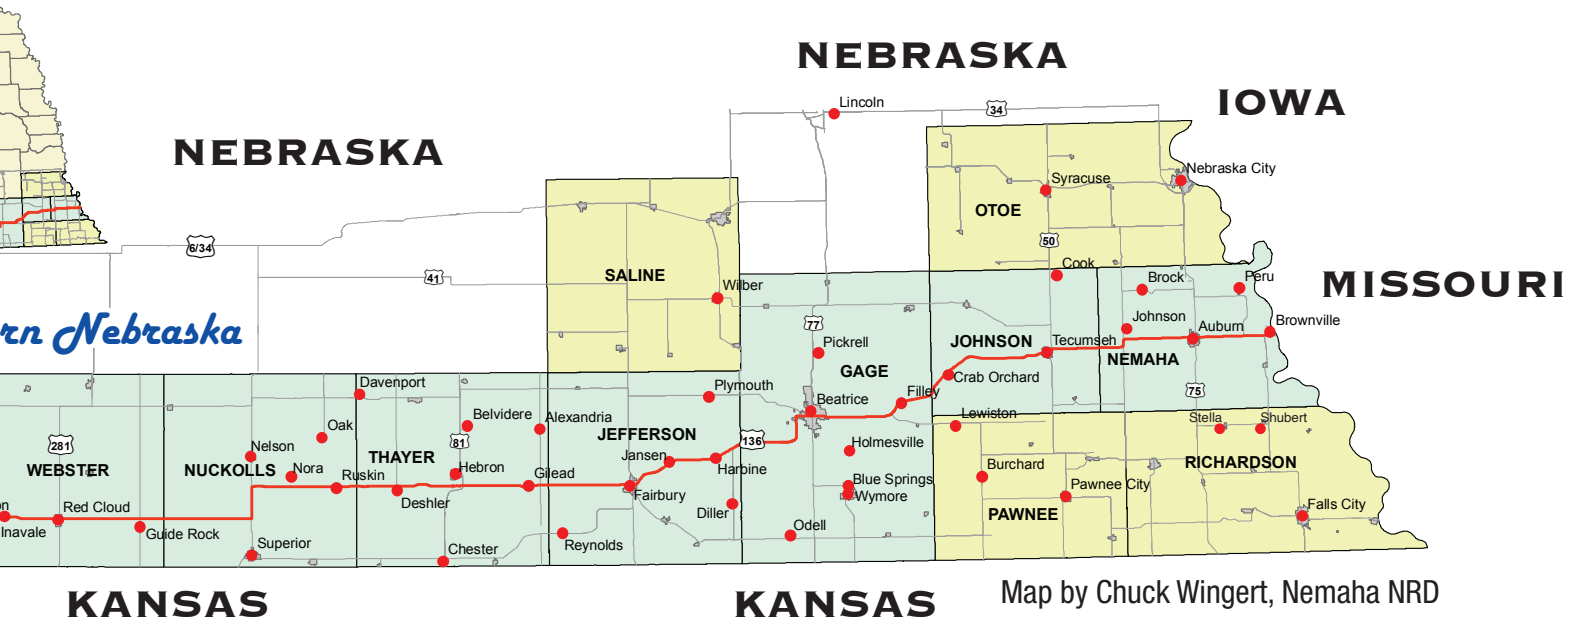 NEBRASKA
IOWA
Lincoln
34
NEBRASKA
Nebraska City
Syracuse
OTOE
6/34
50
41
SALINE
Cook
Brock
Peru
MISSOURI
Wilber
rn Nebraska
77
Johnson
Auburn
Brownville
Pickrell
JOHNSON
Tecumseh
NEMAHA
GAGE
Crab Orchard
Davenport
Plymouth
Beatrice
Filley
75
Belvidere
Alexandria
Lewiston
Stella
Shubert
Oak
JEFFERSON
136
281
Nelson
81
THAYER
Jansen
Holmesville
WEBSTER
NUCKOLLS
Nora
Ruskin
Hebron
Gilead
Harbine
Burchard
RICHARDSON
Blue Springs
Wymore
Pawnee City
Deshler
Fairbury
Diller
PAWNEE
Falls City
n
Red Cloud
Inavale
Guide Rock
Odell
Superior
Chester
Reynolds
KANSAS
KANSAS
Map by Chuck Wingert, Nemaha NRD